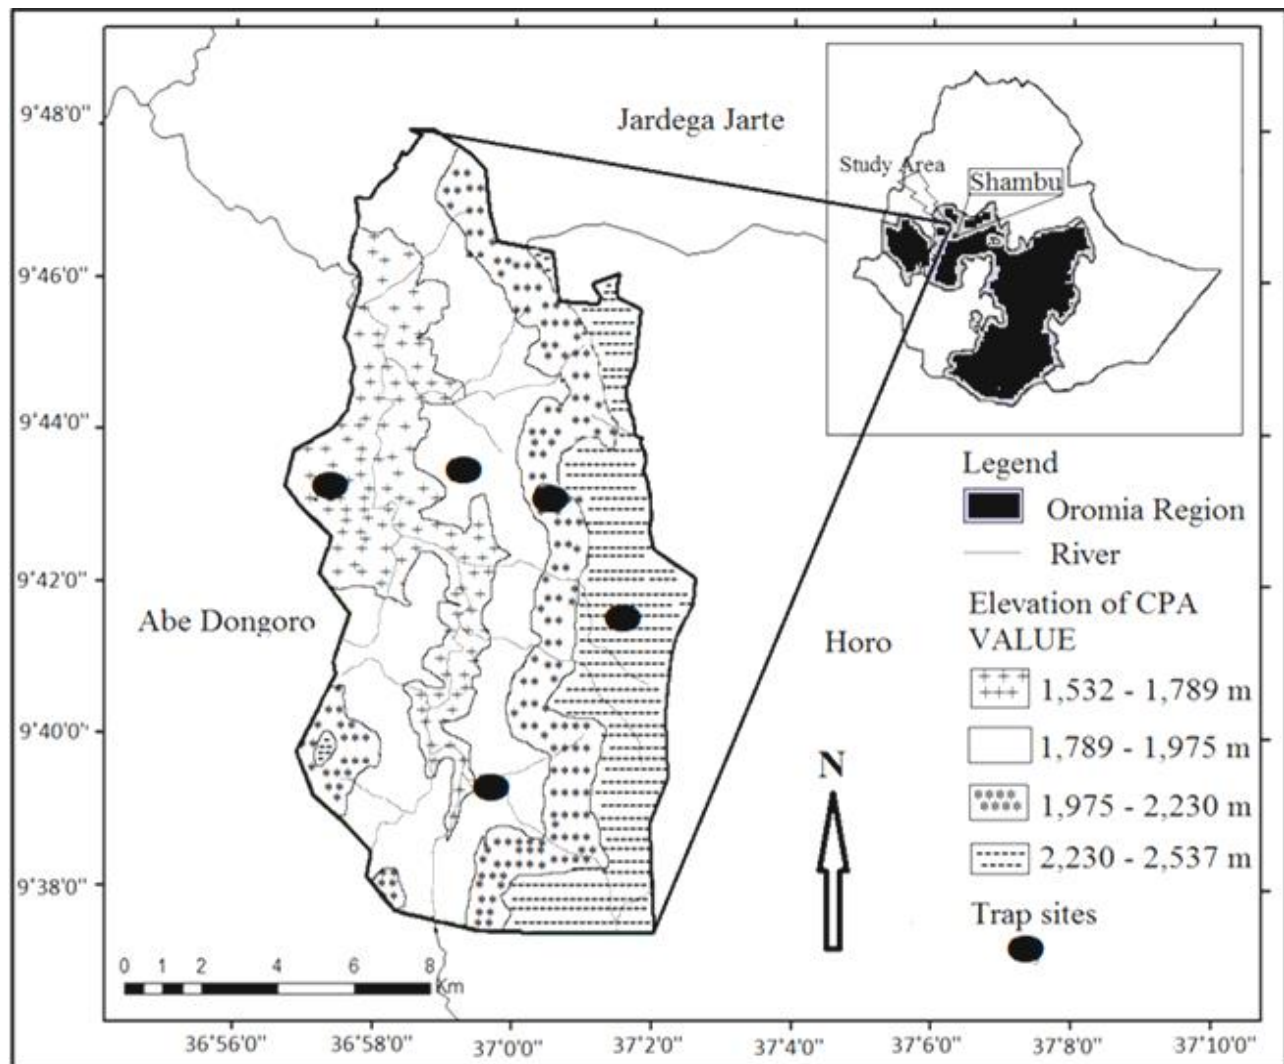 Jardega Jarte
Abe Dongoro
Horo
Study Area
Shambu
Legend
Oromia Region
River
Elevation of CPA
VALUE
1,532 - 1,789 m
1,789 - 1,975 m
1,975 - 2,230 m
2,230 - 2,537 m
Trap sites
N
9°48'0"
9°46'0"
9°44'0"
9°42'0"
9°40'0"
9°38'0"
0 1 2 4 6 8
Km
36°56'0" 36°58'0" 37°0'0" 37°2'0" 37°4'0" 37°6'0" 37°8'0" 37°10'0"